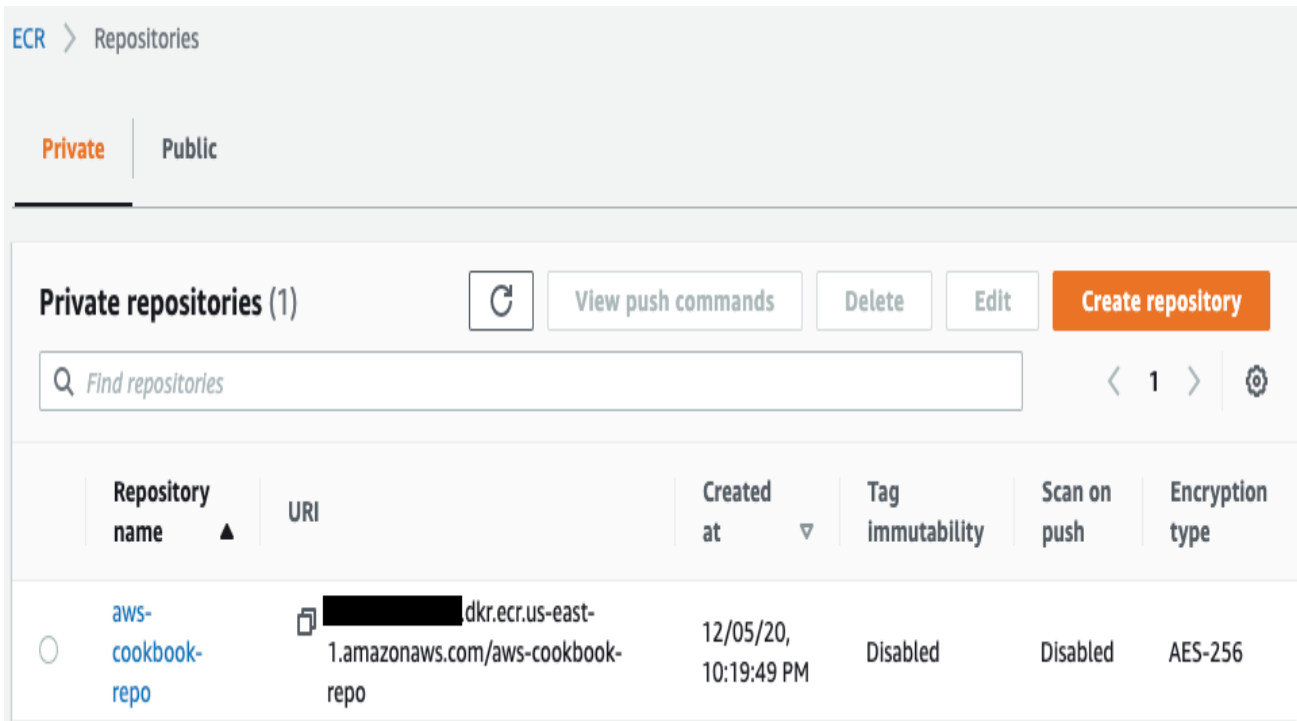 ECR > Repositories
Private Public
Private repositories (1) View push commands Delete Edit Create repository
Find repositories < 1 >
Repository name ▲ URI Created at ▽ Tag immutability Scan on push Encryption type
aws-
cookbook-
repo
.dkr.ecr.us-east-
1.amazonaws.com/aws-cookbook-
repo
12/05/20,
10:19:49 PM
Disabled
Disabled
AES-256